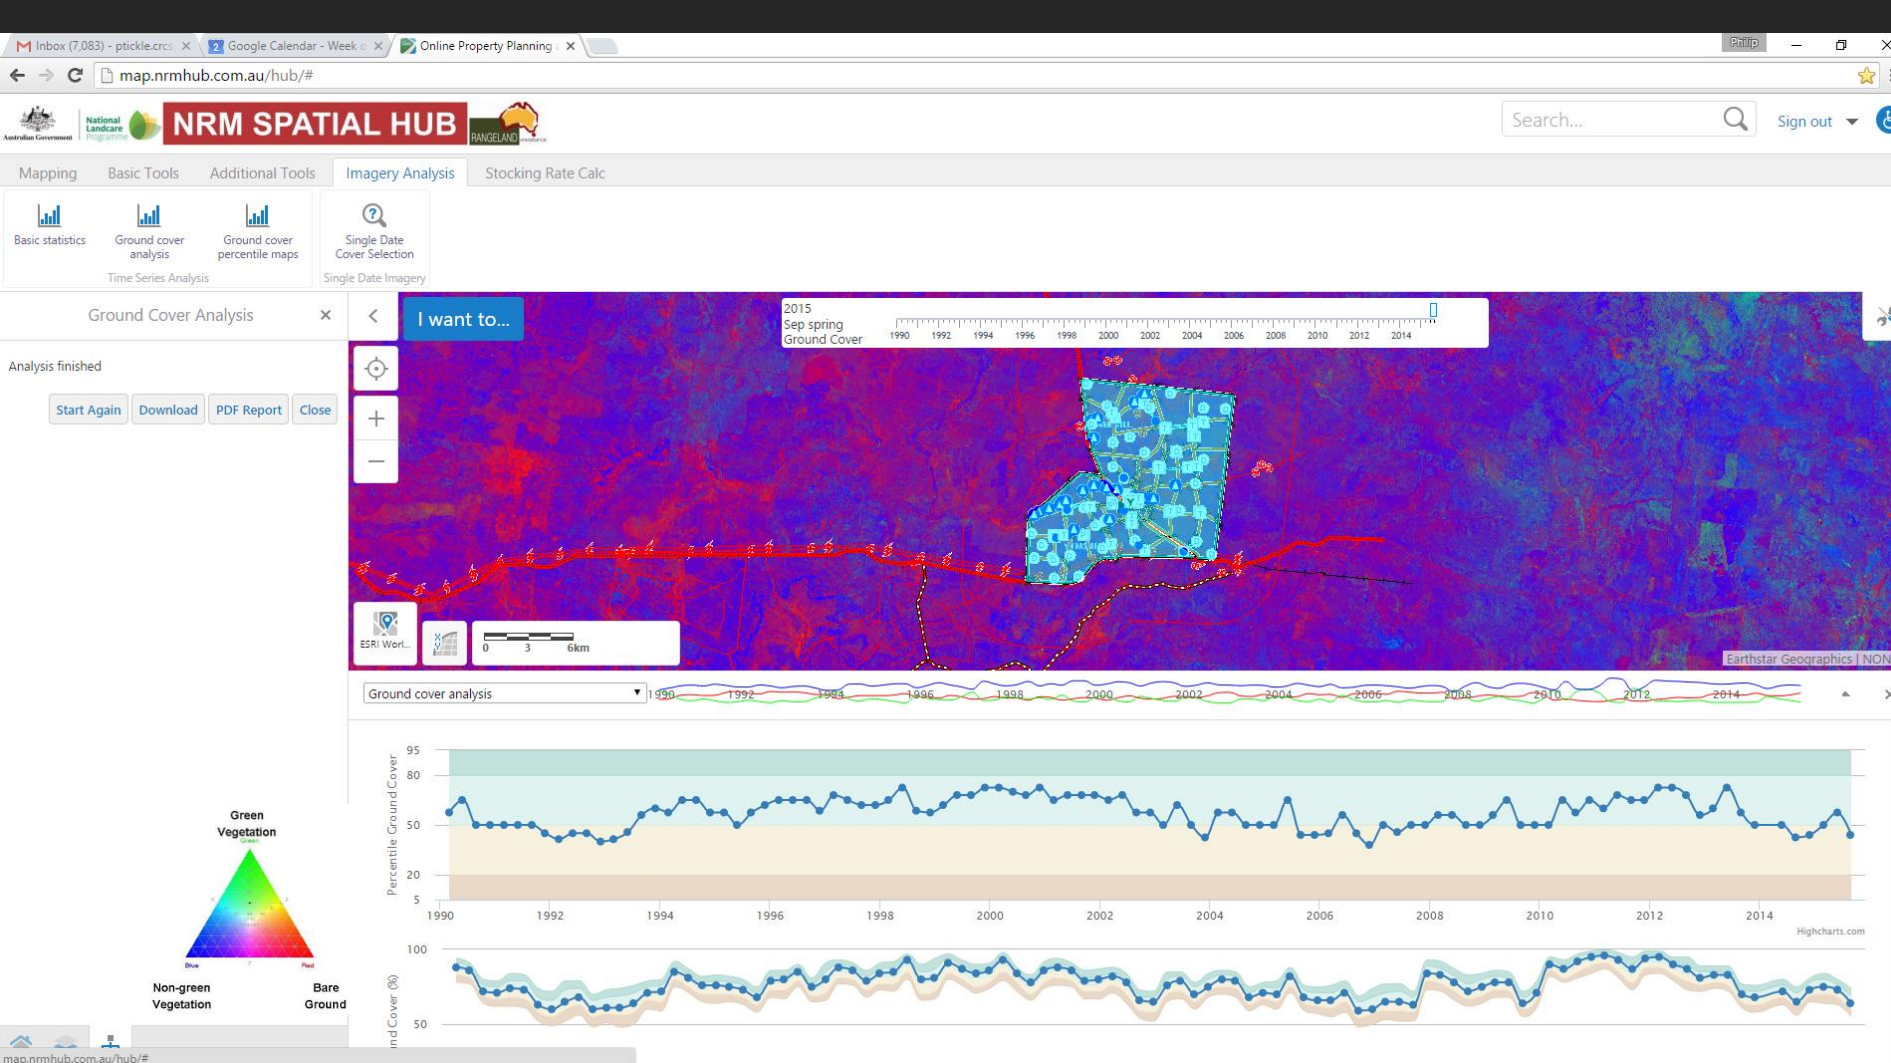 Inbox (7,083) - ptickle.crcs
Google Calendar - Week o
Online Property Planning
Philip
map.nrmhub.com.au/hub/#
Australian Government
National
Landcare
Programme
NRM SPATIAL HUB
RANGELAND
Search...
Sign out
Mapping
Basic Tools
Additional Tools
Imagery Analysis
Stocking Rate Calc
Basic statistics
Ground cover
analysis
Ground cover
percentile maps
Single Date
Cover Selection
Time Series Analysis
Single Date Imagery
Ground Cover Analysis
I want to...
2015
Sep spring
Ground Cover
1990 1992 1994 1996 1998 2000 2002 2004 2006 2008 2010 2012 2014
Analysis finished
Start Again
Download
PDF Report
Close
ESRI Worl...
0 3 6km
Earthstar Geographics | NON
Ground cover analysis
1990 1992 1994 1996 1998 2000 2002 2004 2006 2008 2010 2012 2014
Percentile Ground Cover
95
80
50
20
5
1990 1992 1994 1996 1998 2000 2002 2004 2006 2008 2010 2012 2014
Highcharts.com
Green
Vegetation
Green
Blue
Red
Non-green
Vegetation
Bare
Ground
100
50
nd Cover (%)
map.nrmhub.com.au/hub/#